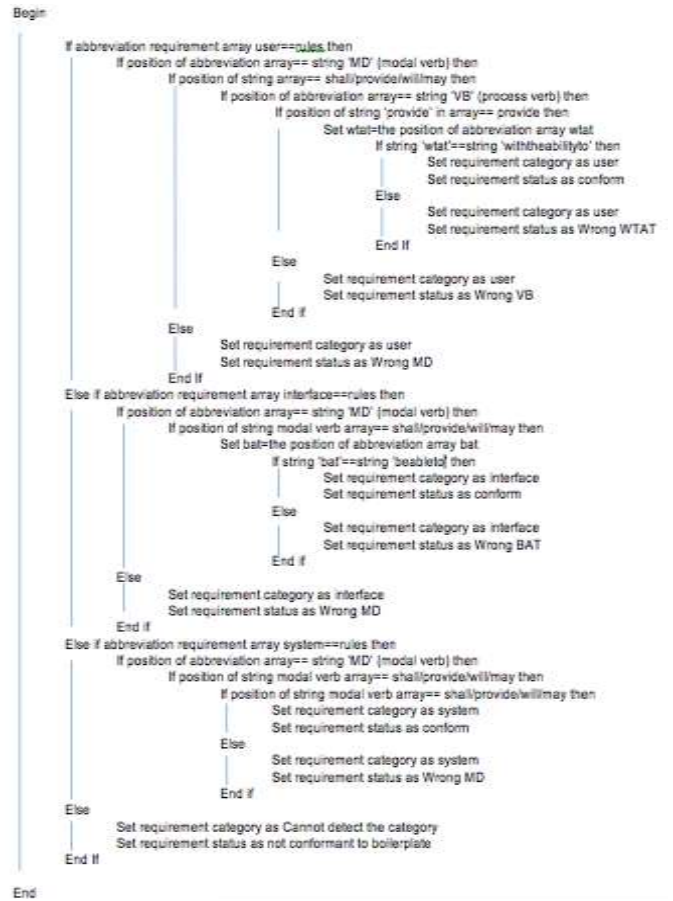 Begin
If abbreviation requirement array user==rules then
If position of abbreviation array== string 'MD' (modal verb) then
If position of string array== shall/provide/will/may then
If position of abbreviation array== string 'VB' (process verb) then
If position of string 'provide' in array== provide then
Set wtat=the position of abbreviation array wtat
If string 'wtat'==string 'withtheabilityto' then
Set requirement category as user
Set requirement status as conform
Else
Set requirement category as user
Set requirement status as Wrong WTAT
End If
Else
Set requirement category as user
Set requirement status as Wrong VB
End if
Else
Set requirement category as user
Set requirement status as Wrong MD
End If
Else if abbreviation requirement array interface==rules then
If position of abbreviation array== string 'MD' (modal verb) then
If position of string modal verb array== shall/provide/will/may then
Set bat=the position of abbreviation array bat
If string 'bat'==string 'beableto' then
Set requirement category as interface
Set requirement status as conform
Else
Set requirement category as interface
Set requirement status as Wrong BAT
End if
Else
Set requirement category as interface
Set requirement status as Wrong MD
End if
Else if abbreviation requirement array system==rules then
If position of abbreviation array== string 'MD' (modal verb) then
If position of string modal verb array== shall/provide/will/may then
If position of string modal verb array== shall/provide/will/may then
Set requirement category as system
Set requirement status as conform
Else
Set requirement category as system
Set requirement status as Wrong MD
End if
Else
Set requirement category as Cannot detect the category
Set requirement status as not conformant to boilerplate
End If
End